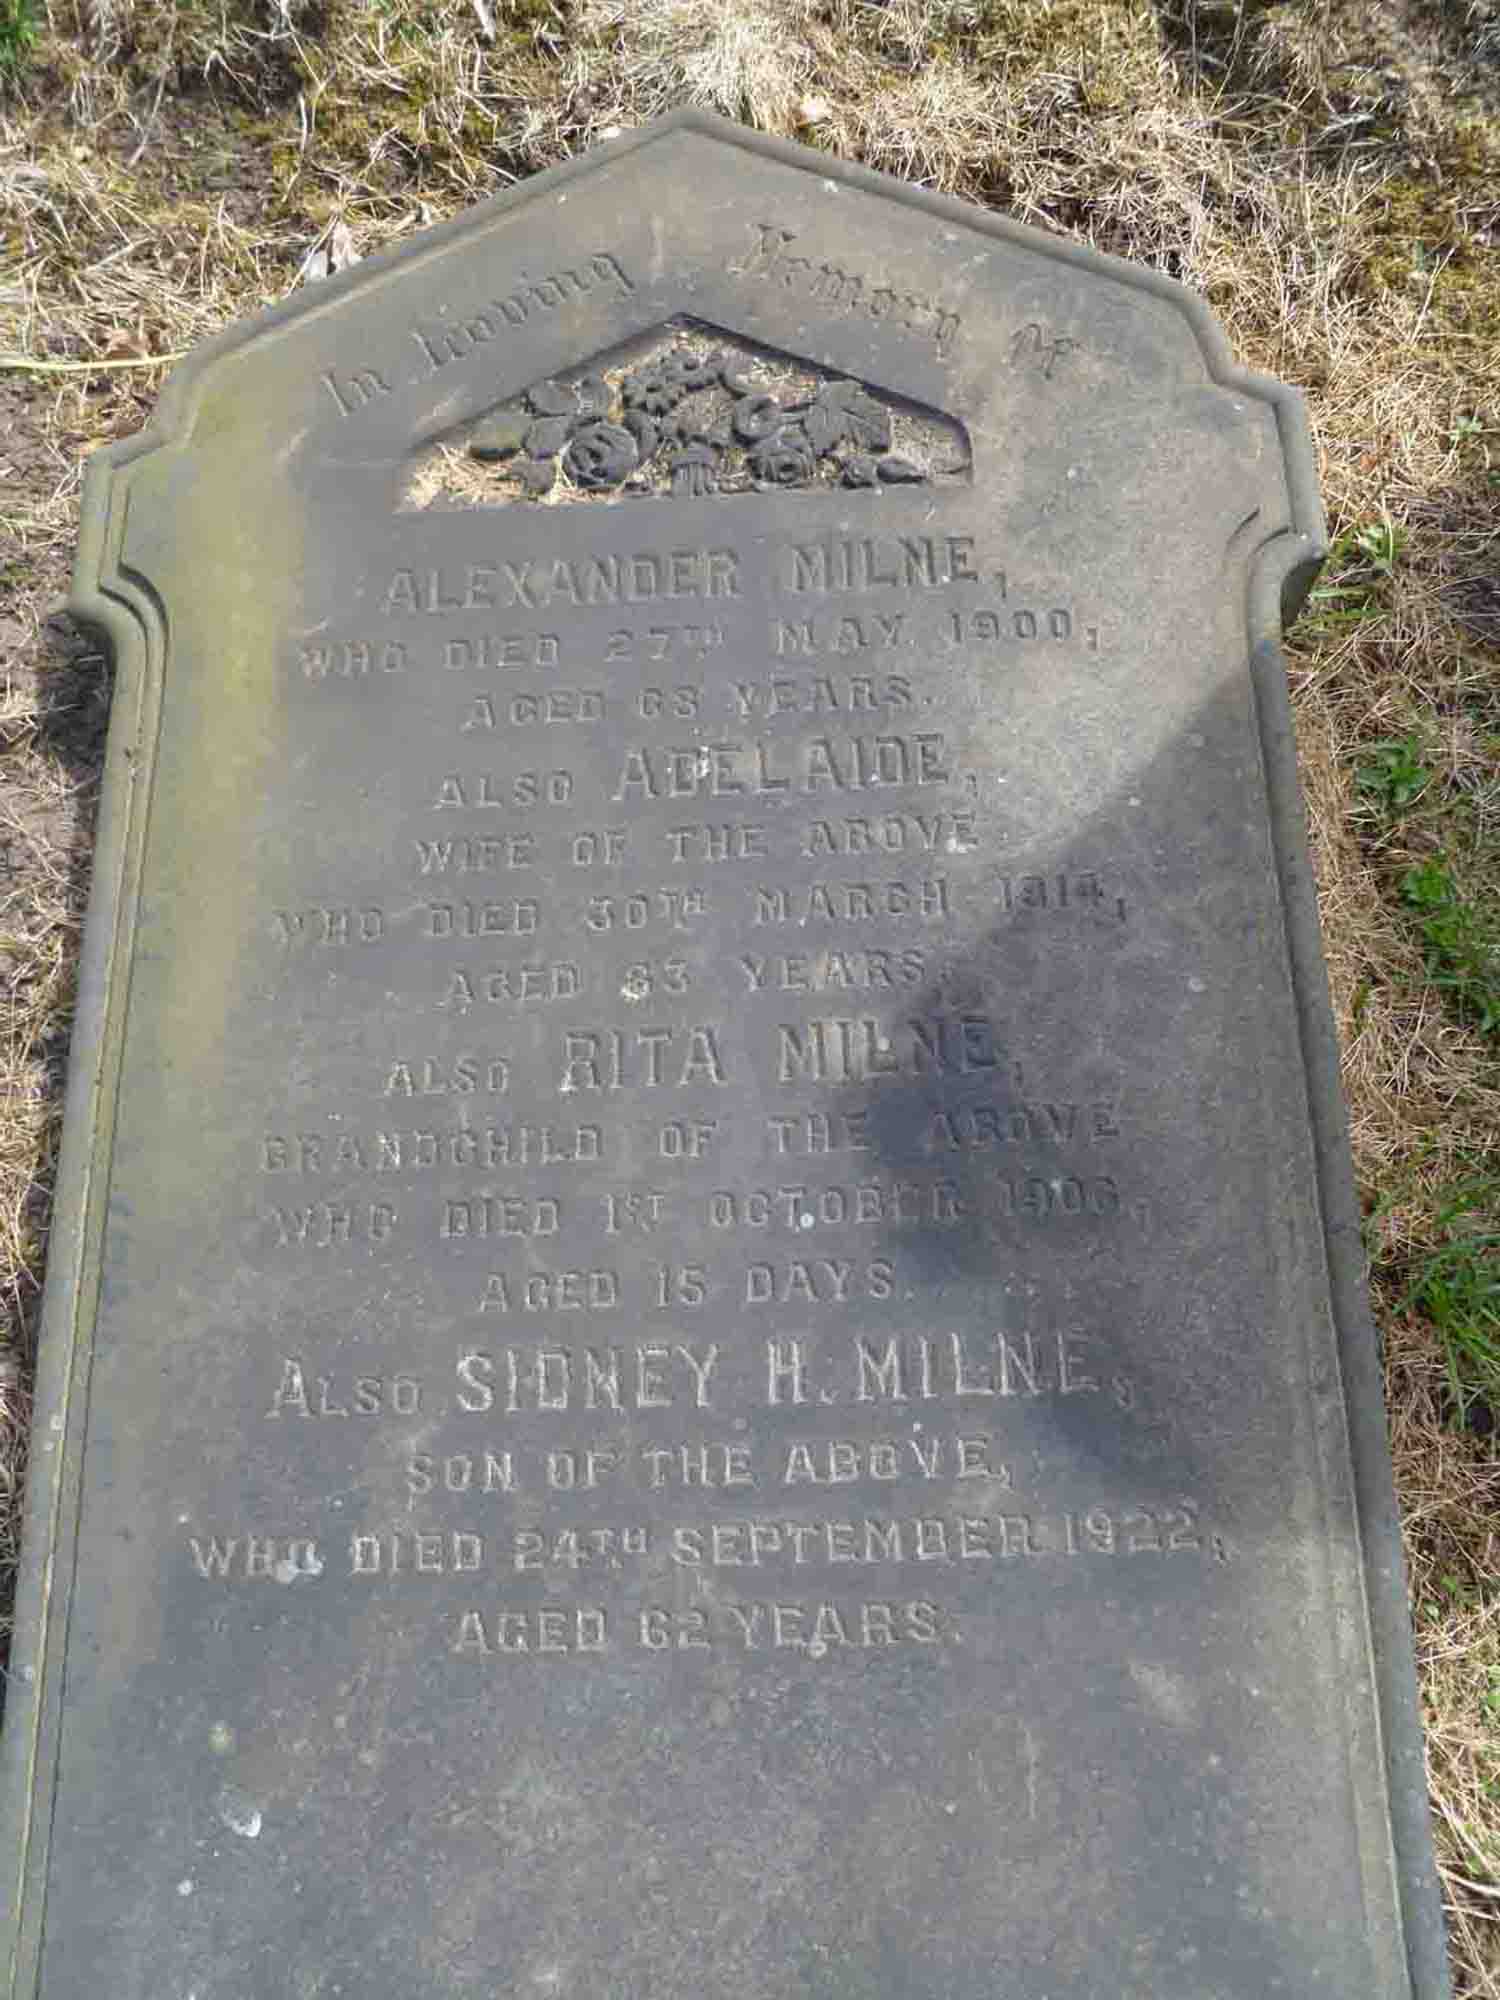 In Loving Memory Of
ALEXANDER MILNE,
WHO DIED 27TH MAY, 1900,
AGED 68 YEARS.
ALSO ADELAIDE,
WIFE OF THE ABOVE
WHO DIED 30TH MARCH 1914,
AGED 83 YEARS.
ALSO RITA MILNE,
GRANDCHILD OF THE ABOVE
WHO DIED 1ST OCTOBER 1906,
AGED 15 DAYS.
ALSO SIDNEY H. MILNE,
SON OF THE ABOVE,
WHO DIED 24TH SEPTEMBER 1922,
AGED 62 YEARS.